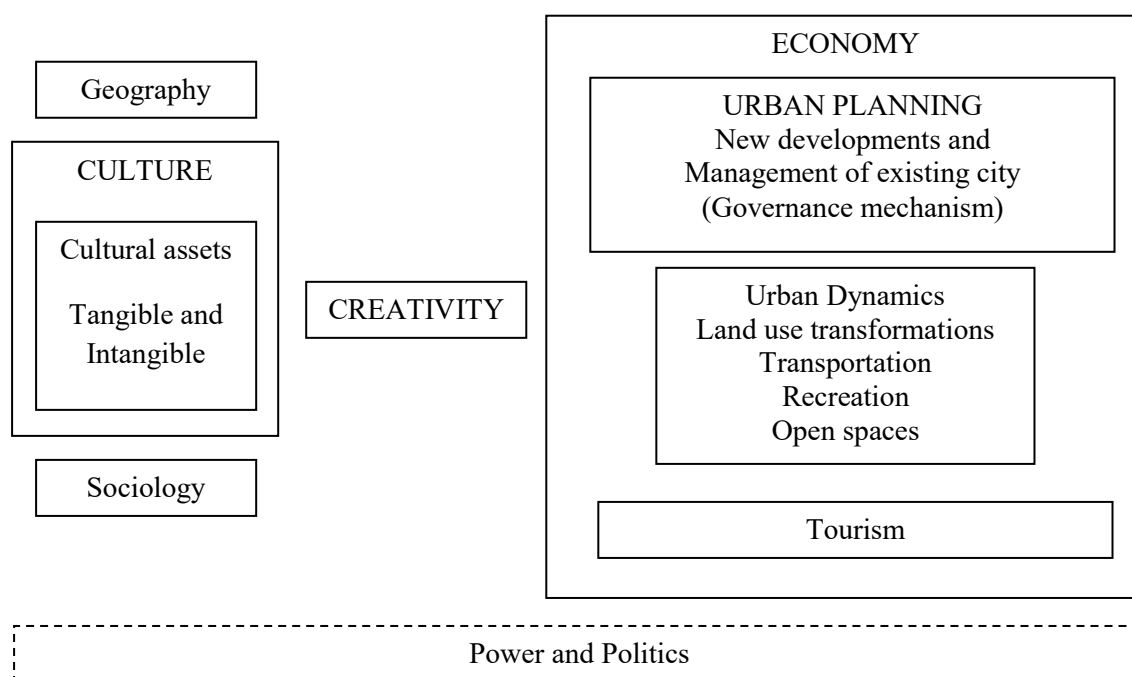 Geography
CULTURE
Cultural assets
Tangible and
Intangible
Sociology
CREATIVITY
ECONOMY
URBAN PLANNING
New developments and
Management of existing city
(Governance mechanism)
Urban Dynamics
Land use transformations
Transportation
Recreation
Open spaces
Tourism
Power and Politics